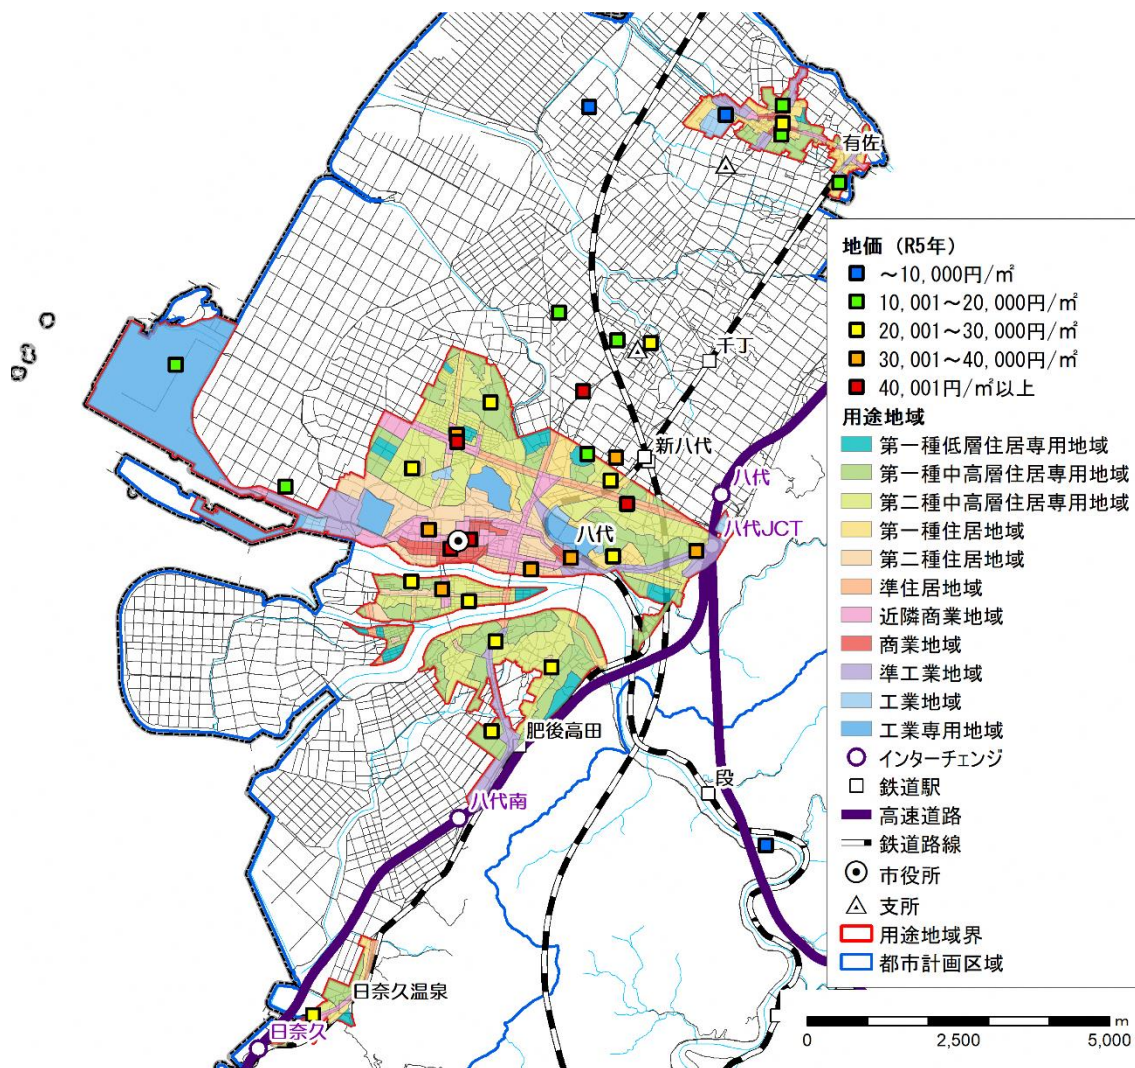 有佐
地価（R5年）
～10,000円/㎡
10,001～20,000円/㎡
20,001～30,000円/㎡
30,001～40,000円/㎡
40,001円/㎡以上
用途地域
第一種低層住居専用地域
第一種中高層住居専用地域
第二種中高層住居専用地域
第一種住居地域
第二種住居地域
準住居地域
近隣商業地域
商業地域
準工業地域
工業地域
工業専用地域
インターチェンジ
鉄道駅
高速道路
鉄道路線
市役所
支所
用途地域界
都市計画区域
千丁
新八代
八代
八代JCT
八代
肥後高田
段
八代南
日奈久温泉
日奈久
0 2,500 5,000
m